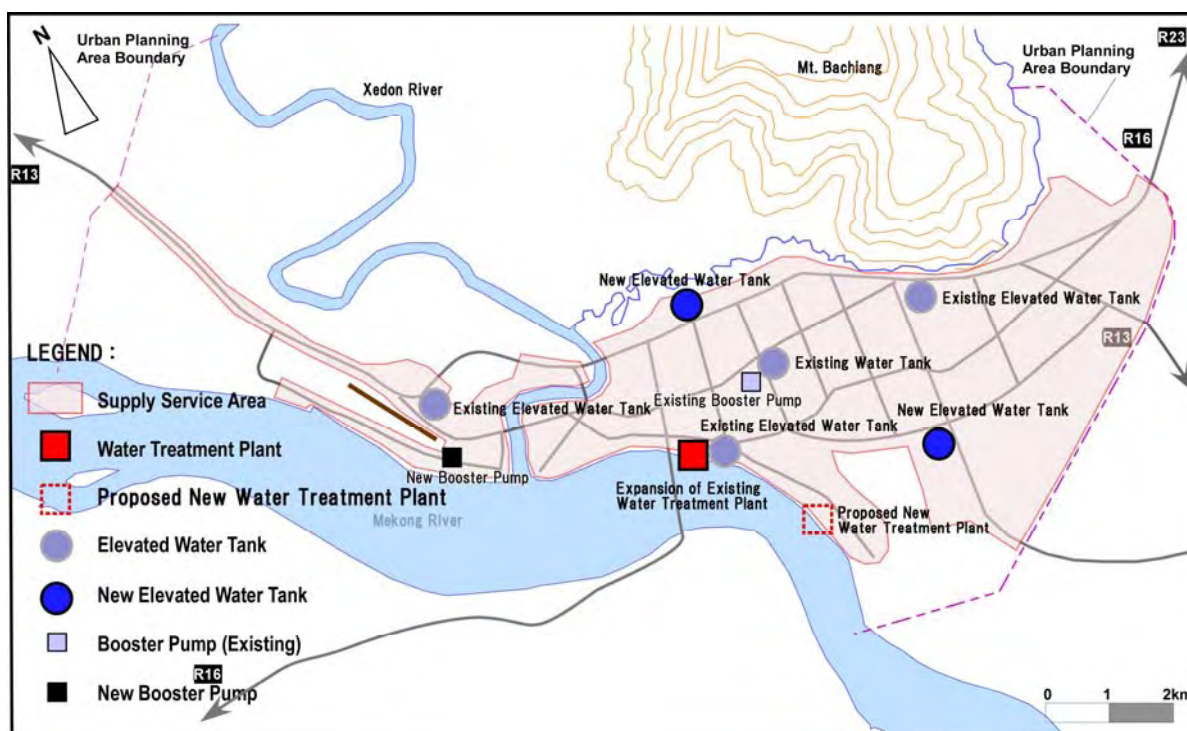 N
Urban Planning
Area Boundary
Xedon River
Mt. Bachiang
Urban Planning
Area Boundary
R23
R16
R13
New Elevated Water Tank
Existing Elevated Water Tank
R13
Existing Water Tank
Existing Booster Pump
Existing Elevated Water Tank
New Elevated Water Tank
Existing Elevated Water Tank
New Booster Pump
Expansion of Existing
Water Treatment Plant
Proposed New
Water Treatment Plant
Mekong River
LEGEND :
Supply Service Area
Water Treatment Plant
Proposed New Water Treatment Plant
Elevated Water Tank
New Elevated Water Tank
Booster Pump (Existing)
New Booster Pump
R16
0 1 2km